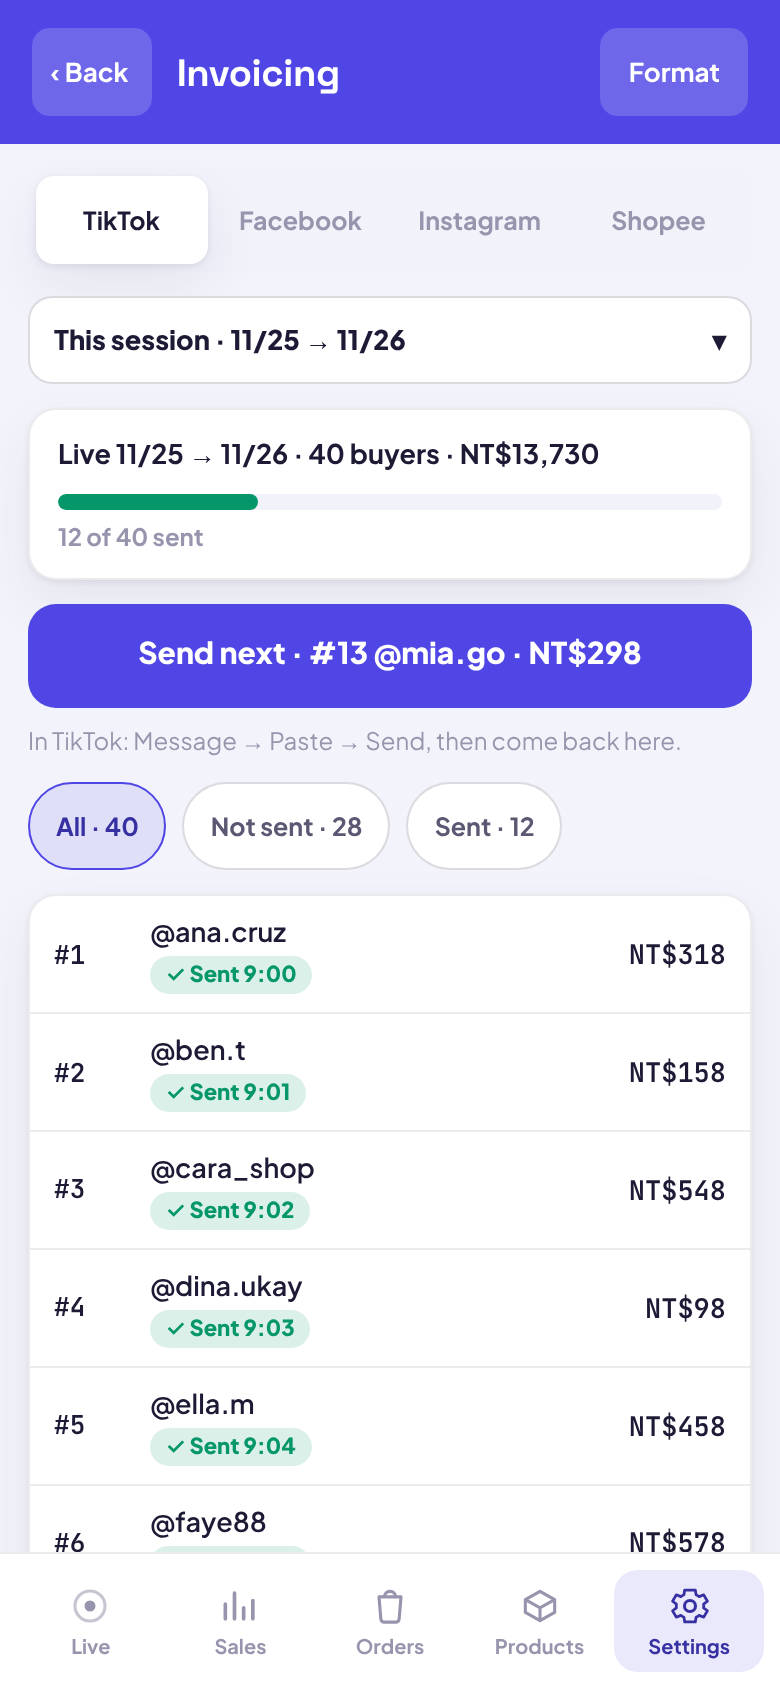 ‹ Back
Invoicing
Format
TikTok
Facebook
Instagram
Shopee
This session · 11/25 → 11/26
▼
Live 11/25 → 11/26 · 40 buyers · NT$13,730
12 of 40 sent
Send next · #13 @mia.go · NT$298
In TikTok: Message → Paste → Send, then come back here.
All · 40
Not sent · 28
Sent · 12
#1
@ana.cruz
✓ Sent 9:00
NT$318
#2
@ben.t
✓ Sent 9:01
NT$158
#3
@cara_shop
✓ Sent 9:02
NT$548
#4
@dina.ukay
✓ Sent 9:03
NT$98
#5
@ella.m
✓ Sent 9:04
NT$458
#6
@faye88
NT$578
Live
Sales
Orders
Products
Settings